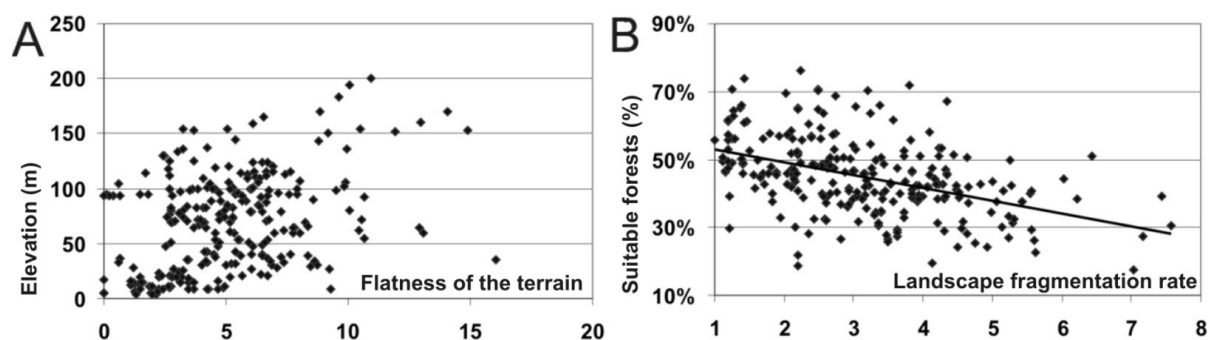 A
Elevation (m)
250
200
150
100
50
0
Flatness of the terrain
0 5 10 15 20
B
Suitable forests (%)
90%
70%
50%
30%
10%
Landscape fragmentation rate
1 2 3 4 5 6 7 8